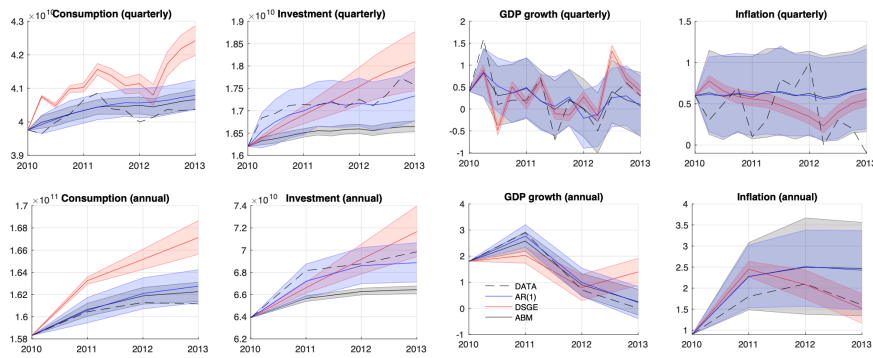 ×10^10 Consumption (quarterly)
4.3
4.2
4.1
4
3.9
2010 2011 2012 2013
×10^10 Investment (quarterly)
1.9
1.85
1.8
1.75
1.7
1.65
1.6
2010 2011 2012 2013
GDP growth (quarterly)
2
1.5
1
0.5
0
-0.5
-1
2010 2011 2012 2013
Inflation (quarterly)
1.5
1
0.5
0
2010 2011 2012 2013
×10^11 Consumption (annual)
1.7
1.68
1.66
1.64
1.62
1.6
1.58
2010 2011 2012 2013
×10^10 Investment (annual)
7.4
7.2
7
6.8
6.6
6.4
6.2
2010 2011 2012 2013
GDP growth (annual)
4
3
2
1
0
-1
2010 2011 2012 2013
DATA
AR(1)
DSGE
ABM
Inflation (annual)
4
3.5
3
2.5
2
1.5
1
2010 2011 2012 2013